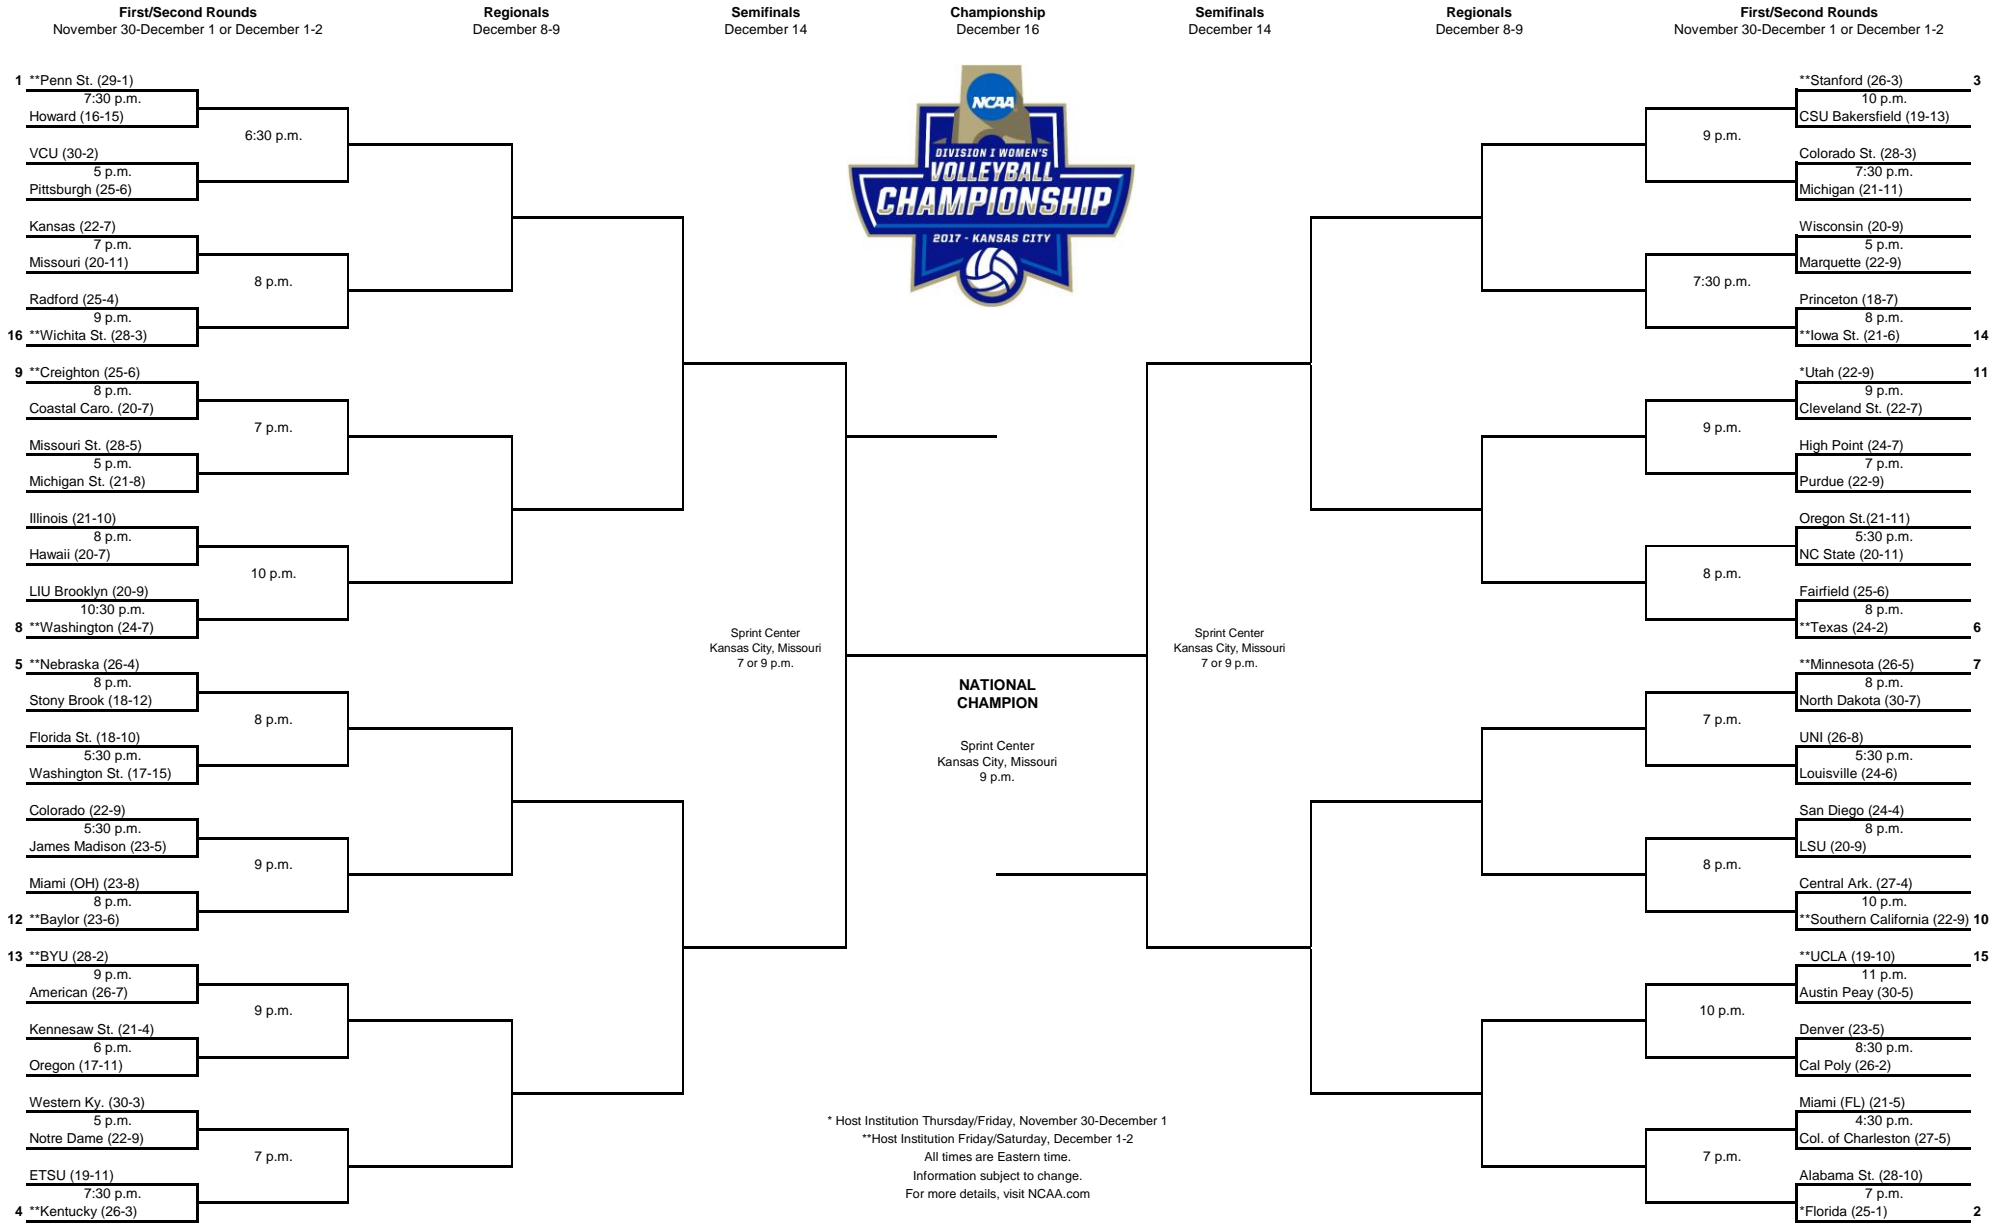 First/Second Rounds
November 30-December 1 or December 1-2
Regionals
December 8-9
Semifinals
December 14
Championship
December 16
Semifinals
December 14
Regionals
December 8-9
First/Second Rounds
November 30-December 1 or December 1-2
1 **Penn St. (29-1)
7:30 p.m.
Howard (16-15)
6:30 p.m.
VCU (30-2)
5 p.m.
Pittsburgh (25-6)
Kansas (22-7)
7 p.m.
Missouri (20-11)
8 p.m.
Radford (25-4)
9 p.m.
16 **Wichita St. (28-3)
9 **Creighton (25-6)
8 p.m.
Coastal Caro. (20-7)
7 p.m.
Missouri St. (28-5)
5 p.m.
Michigan St. (21-8)
Illinois (21-10)
8 p.m.
Hawaii (20-7)
10 p.m.
LIU Brooklyn (20-9)
10:30 p.m.
8 **Washington (24-7)
5 **Nebraska (26-4)
8 p.m.
Stony Brook (18-12)
8 p.m.
Florida St. (18-10)
5:30 p.m.
Washington St. (17-15)
Colorado (22-9)
5:30 p.m.
James Madison (23-5)
9 p.m.
Miami (OH) (23-8)
8 p.m.
12 **Baylor (23-6)
13 **BYU (28-2)
9 p.m.
American (26-7)
9 p.m.
Kennesaw St. (21-4)
6 p.m.
Oregon (17-11)
Western Ky. (30-3)
5 p.m.
Notre Dame (22-9)
7 p.m.
ETSU (19-11)
7:30 p.m.
4 **Kentucky (26-3)
Sprint Center
Kansas City, Missouri
7 or 9 p.m.
NCAA
DIVISION I WOMEN'S
VOLLEYBALL
CHAMPIONSHIP
2017 - KANSAS CITY
NATIONAL
CHAMPION
Sprint Center
Kansas City, Missouri
9 p.m.
* Host Institution Thursday/Friday, November 30-December 1
**Host Institution Friday/Saturday, December 1-2
All times are Eastern time.
Information subject to change.
For more details, visit NCAA.com
Sprint Center
Kansas City, Missouri
7 or 9 p.m.
**Stanford (26-3) 3
10 p.m.
CSU Bakersfield (19-13)
9 p.m.
Colorado St. (28-3)
7:30 p.m.
Michigan (21-11)
Wisconsin (20-9)
5 p.m.
Marquette (22-9)
7:30 p.m.
Princeton (18-7)
8 p.m.
**Iowa St. (21-6) 14
*Utah (22-9) 11
9 p.m.
Cleveland St. (22-7)
9 p.m.
High Point (24-7)
7 p.m.
Purdue (22-9)
Oregon St.(21-11)
5:30 p.m.
NC State (20-11)
8 p.m.
Fairfield (25-6)
8 p.m.
**Texas (24-2) 6
**Minnesota (26-5) 7
8 p.m.
North Dakota (30-7)
7 p.m.
UNI (26-8)
5:30 p.m.
Louisville (24-6)
San Diego (24-4)
8 p.m.
LSU (20-9)
8 p.m.
Central Ark. (27-4)
10 p.m.
**Southern California (22-9) 10
**UCLA (19-10) 15
11 p.m.
Austin Peay (30-5)
10 p.m.
Denver (23-5)
8:30 p.m.
Cal Poly (26-2)
Miami (FL) (21-5)
4:30 p.m.
Col. of Charleston (27-5)
7 p.m.
Alabama St. (28-10)
7 p.m.
*Florida (25-1) 2